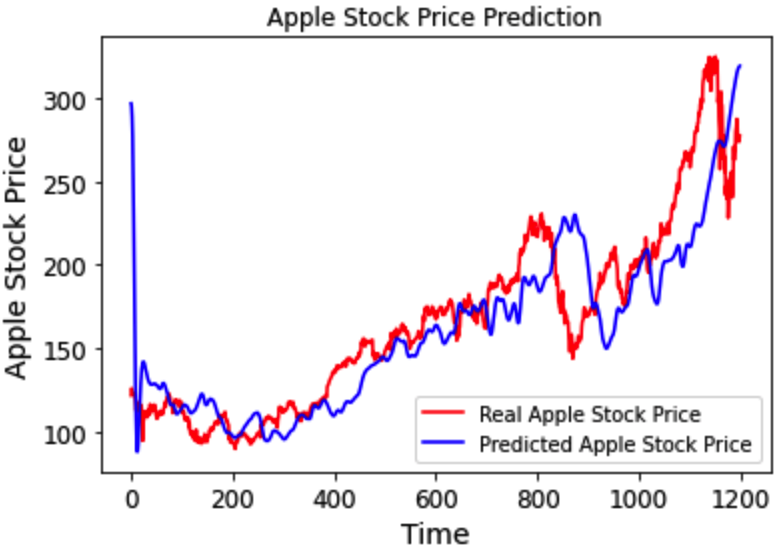 Apple Stock Price Prediction
300
250
200
150
100
Apple Stock Price
Real Apple Stock Price
Predicted Apple Stock Price
0 200 400 600 800 1000 1200
Time